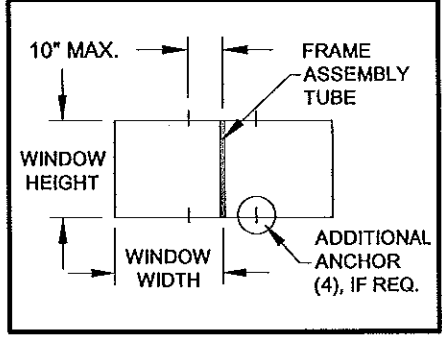 10" MAX.
FRAME
ASSEMBLY
TUBE
WINDOW
HEIGHT
WINDOW
WIDTH
ADDITIONAL
ANCHOR
(4), IF REQ.